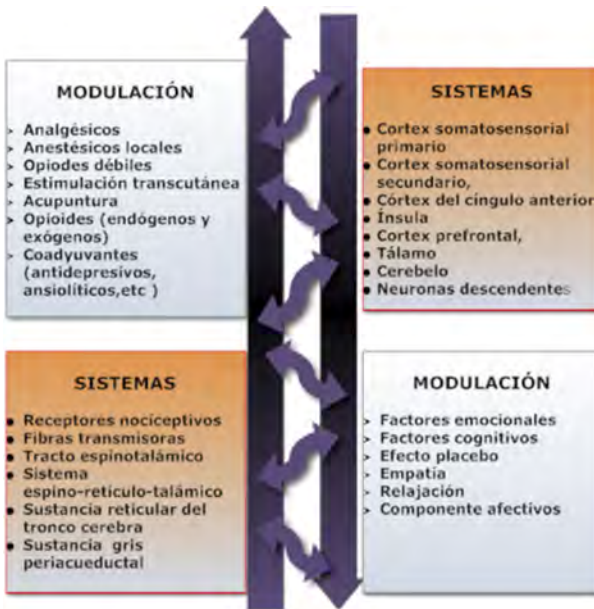 MODULACIÓN
> Analgésicos
> Anestésicos locales
> Opiodes débiles
> Estimulación transcutánea
> Acupuntura
> Opioides (endógenos y
exógenos)
> Coadyuvantes
(antidepresivos,
ansiolíticos,etc )
SISTEMAS
• Receptores nociceptivos
• Fibras transmisoras
• Tracto espinotalámico
• Sistema
espino-retículo-talámico
• Sustancia reticular del
tronco cerebra
• Sustancia gris
periacueductal
SISTEMAS
• Cortex somatosensorial
primario
• Cortex somatosensorial
secundario,
• Córtex del cíngulo anterior
• Ínsula
• Cortex prefrontal,
• Tálamo
• Cerebelo
• Neuronas descendentes
MODULACIÓN
> Factores emocionales
> Factores cognitivos
> Efecto placebo
> Empatía
> Relajación
> Componente afectivos